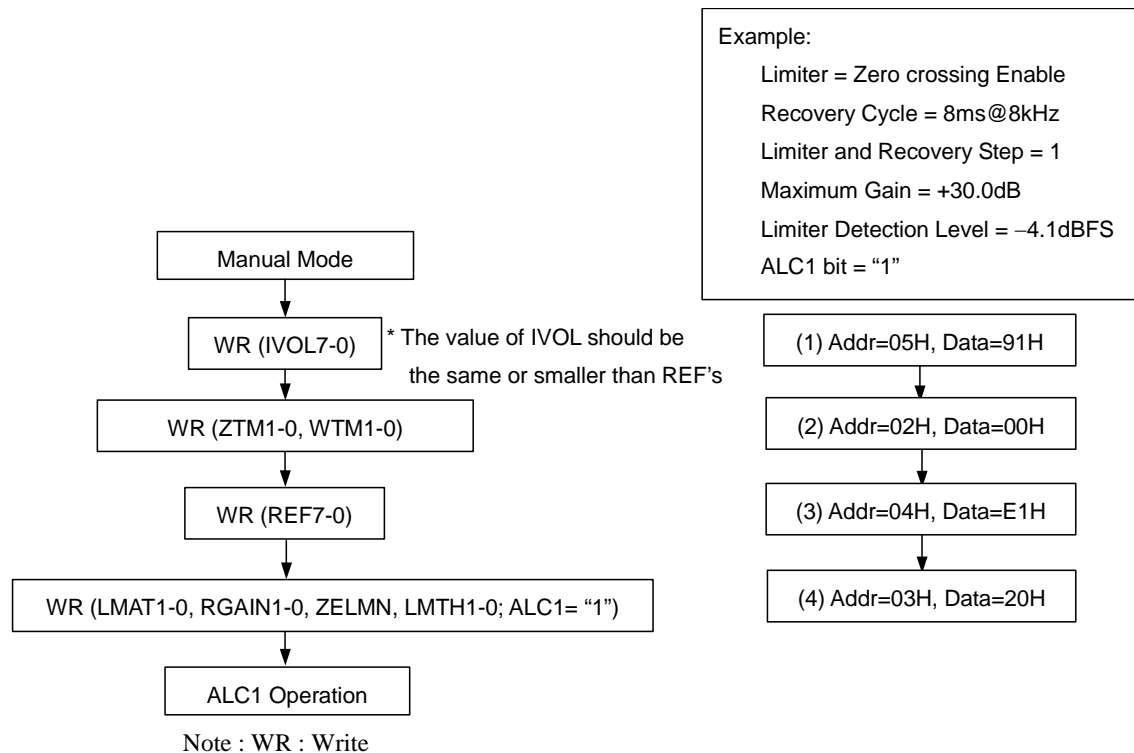 Example:
Limiter = Zero crossing Enable
Recovery Cycle = 8ms@8kHz
Limiter and Recovery Step = 1
Maximum Gain = +30.0dB
Limiter Detection Level = −4.1dBFS
ALC1 bit = “1”
Manual Mode
WR (IVOL7-0)
* The value of IVOL should be
the same or smaller than REF's
WR (ZTM1-0, WTM1-0)
WR (REF7-0)
WR (LMAT1-0, RGAIN1-0, ZELMN, LMTH1-0; ALC1= “1”)
ALC1 Operation
Note : WR : Write
(1) Addr=05H, Data=91H
(2) Addr=02H, Data=00H
(3) Addr=04H, Data=E1H
(4) Addr=03H, Data=20H